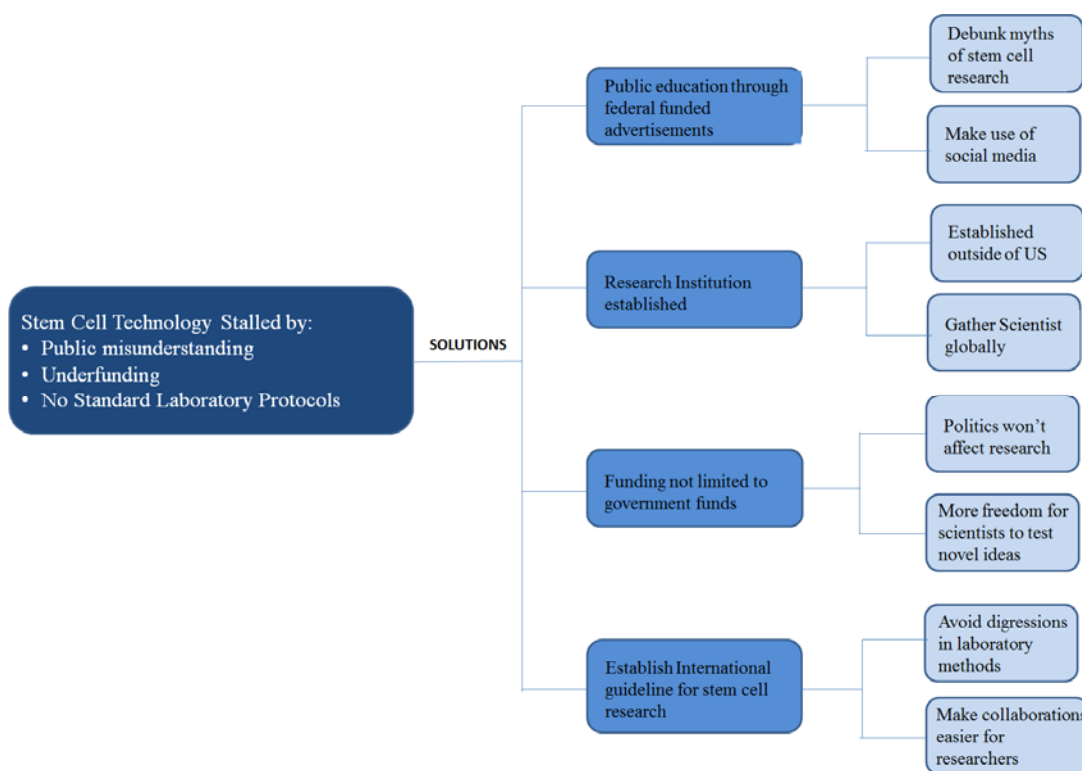 Stem Cell Technology Stalled by:
• Public misunderstanding
• Underfunding
• No Standard Laboratory Protocols
SOLUTIONS
Public education through
federal funded
advertisements
Debunk myths
of stem cell
research
Make use of
social media
Research Institution
established
Established
outside of US
Gather Scientist
globally
Funding not limited to
government funds
Politics won’t
affect research
More freedom for
scientists to test
novel ideas
Establish International
guideline for stem cell
research
Avoid digressions
in laboratory
methods
Make collaborations
easier for
researchers